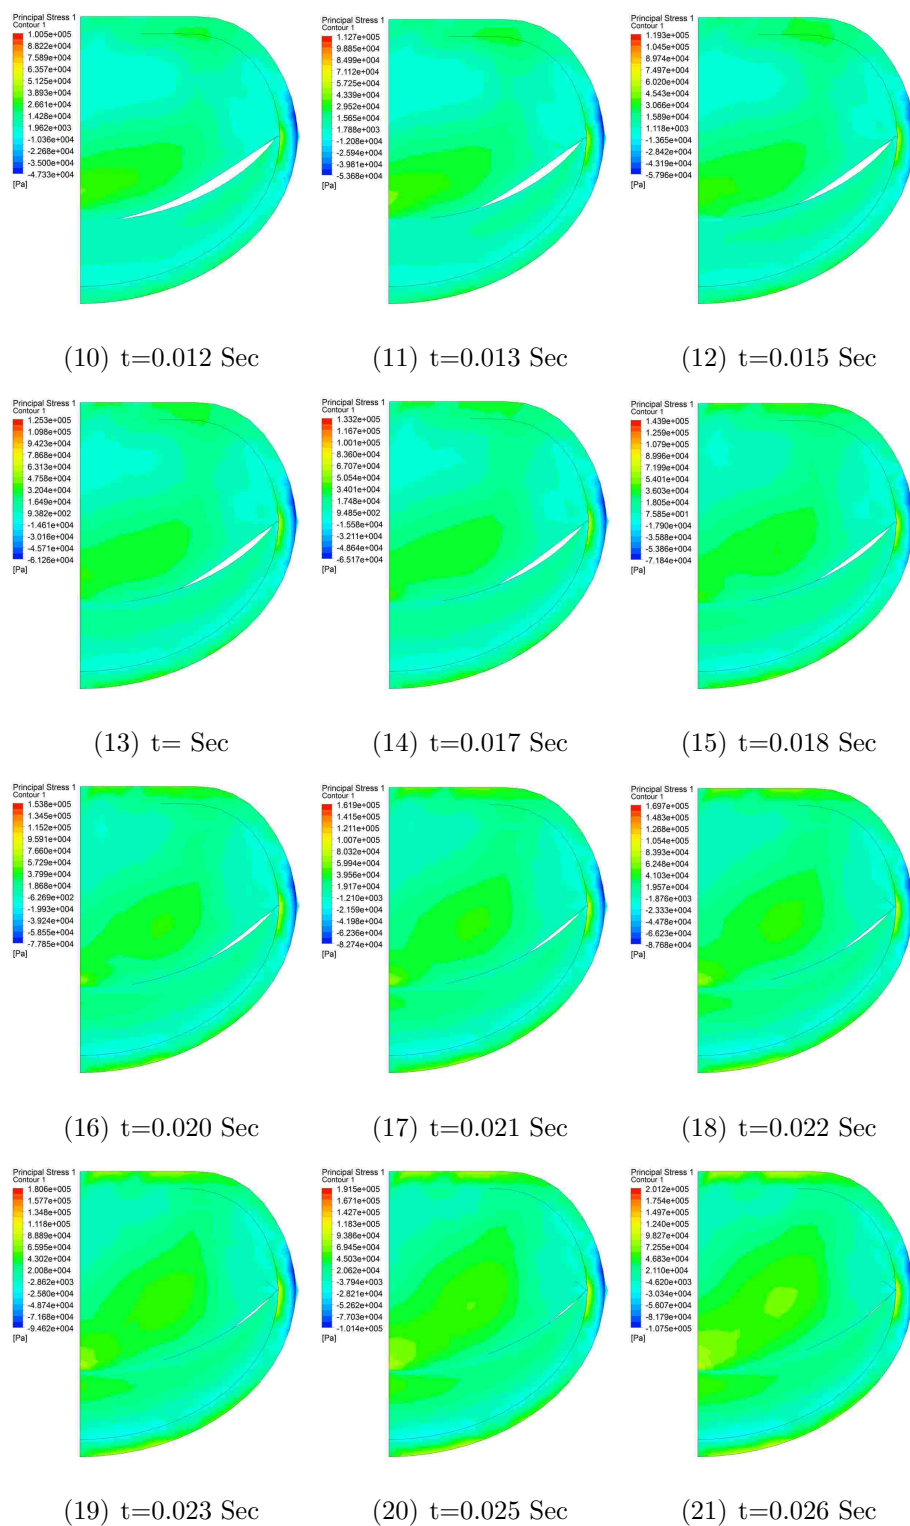 Principal Stress 1
Contour 1
1.005e+005
8.822e+004
7.589e+004
6.357e+004
5.125e+004
3.893e+004
2.661e+004
1.428e+004
1.962e+003
-1.036e+004
-2.268e+004
-3.500e+004
-4.733e+004
[Pa]
Principal Stress 1
Contour 1
1.127e+005
9.885e+004
8.499e+004
7.112e+004
5.725e+004
4.339e+004
2.952e+004
1.565e+004
1.788e+003
-1.208e+004
-2.594e+004
-3.981e+004
-5.368e+004
[Pa]
Principal Stress 1
Contour 1
1.193e+005
1.045e+005
8.974e+004
7.497e+004
6.020e+004
4.543e+004
3.066e+004
1.589e+004
1.118e+003
-1.365e+004
-2.842e+004
-4.319e+004
-5.796e+004
[Pa]
(10) t=0.012 Sec
(11) t=0.013 Sec
(12) t=0.015 Sec
Principal Stress 1
Contour 1
1.253e+005
1.098e+005
9.423e+004
7.868e+004
6.313e+004
4.758e+004
3.204e+004
1.649e+004
9.382e+002
-1.461e+004
-3.016e+004
-4.571e+004
-6.126e+004
[Pa]
Principal Stress 1
Contour 1
1.332e+005
1.167e+005
1.001e+005
8.360e+004
6.707e+004
5.054e+004
3.401e+004
1.748e+004
9.485e+002
-1.558e+004
-3.211e+004
-4.864e+004
-6.517e+004
[Pa]
Principal Stress 1
Contour 1
1.439e+005
1.259e+005
1.079e+005
8.996e+004
7.199e+004
5.401e+004
3.603e+004
1.805e+004
7.585e+001
-1.790e+004
-3.588e+004
-5.386e+004
-7.184e+004
[Pa]
(13) t= Sec
(14) t=0.017 Sec
(15) t=0.018 Sec
Principal Stress 1
Contour 1
1.538e+005
1.345e+005
1.152e+005
9.591e+004
7.660e+004
5.729e+004
3.799e+004
1.868e+004
-6.269e+002
-1.993e+004
-3.924e+004
-5.855e+004
-7.785e+004
[Pa]
Principal Stress 1
Contour 1
1.619e+005
1.415e+005
1.211e+005
1.007e+005
8.032e+004
5.994e+004
3.956e+004
1.917e+004
-1.210e+003
-2.159e+004
-4.198e+004
-6.236e+004
-8.274e+004
[Pa]
Principal Stress 1
Contour 1
1.697e+005
1.483e+005
1.268e+005
1.054e+005
8.393e+004
6.248e+004
4.103e+004
1.957e+004
-1.876e+003
-2.333e+004
-4.478e+004
-6.623e+004
-8.768e+004
[Pa]
(16) t=0.020 Sec
(17) t=0.021 Sec
(18) t=0.022 Sec
Principal Stress 1
Contour 1
1.806e+005
1.577e+005
1.348e+005
1.118e+005
8.889e+004
6.595e+004
4.302e+004
2.008e+004
-2.862e+003
-2.580e+004
-4.874e+004
-7.168e+004
-9.462e+004
[Pa]
Principal Stress 1
Contour 1
1.915e+005
1.671e+005
1.427e+005
1.183e+005
9.386e+004
6.945e+004
4.503e+004
2.062e+004
-3.794e+003
-2.821e+004
-5.262e+004
-7.703e+004
-1.014e+005
[Pa]
Principal Stress 1
Contour 1
2.012e+005
1.754e+005
1.497e+005
1.240e+005
9.827e+004
7.255e+004
4.683e+004
2.110e+004
-4.620e+003
-3.034e+004
-5.607e+004
-8.179e+004
-1.075e+005
[Pa]
(19) t=0.023 Sec
(20) t=0.025 Sec
(21) t=0.026 Sec